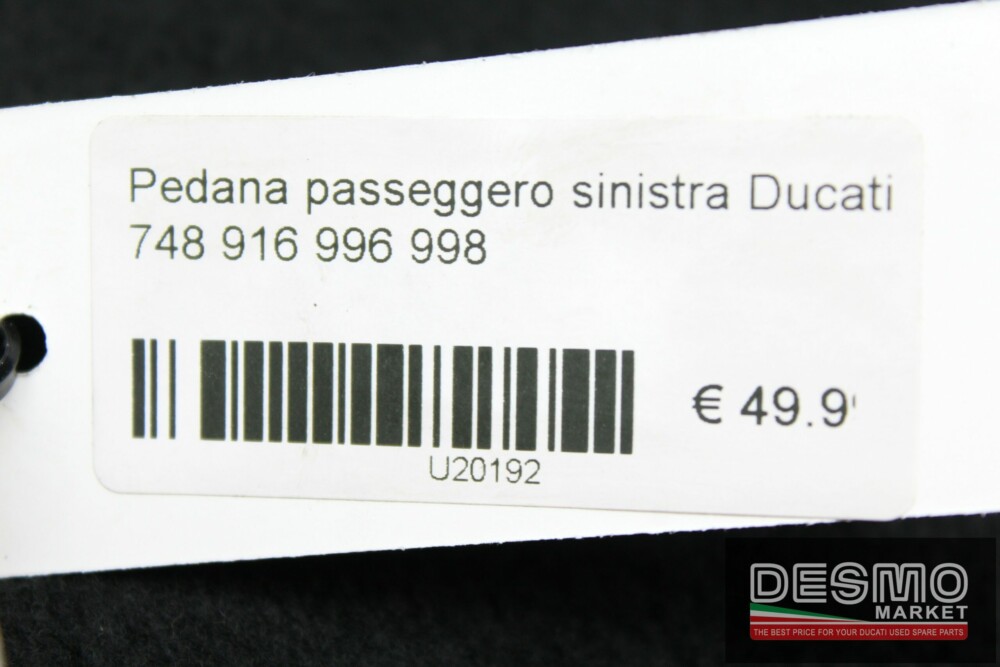 Pedana passeggero sinistra Ducati
748 916 996 998
€ 49.9
U20192
DESMO
MARKET
THE BEST PRICE FOR YOUR DUCATI USED SPARE PARTS